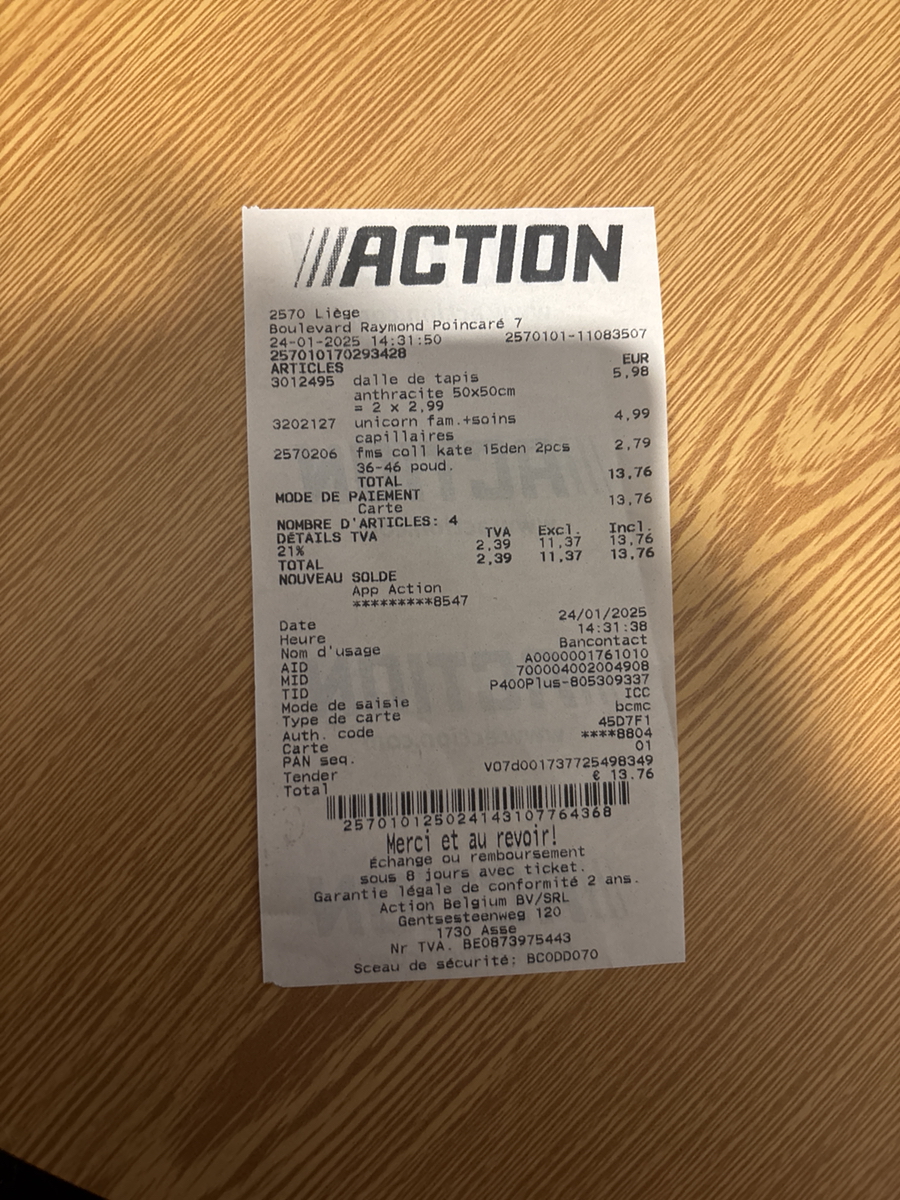 ///ACTION
2570 Liège
Boulevard Raymond Poincaré 7
24-01-2025 14:31:50 2570101-11083507
257010170293428
ARTICLES EUR
3012495 dalle de tapis 5,98
anthracite 50x50cm
= 2 x 2,99
3202127 unicorn fam.+soins 4,99
capillaires
2570206 fms coll kate 15den 2pcs 2,79
36-46 poud.
TOTAL 13,76
MODE DE PAIEMENT
Carte 13,76
NOMBRE D'ARTICLES: 4
DÉTAILS TVA TVA Excl. Incl.
21% 2,39 11,37 13,76
TOTAL 2,39 11,37 13,76
NOUVEAU SOLDE
App Action
*********8547
Date 24/01/2025
Heure 14:31:38
Nom d'usage Bancontact
AID A0000001761010
MID 700004002004908
TID P400Plus-805309337
Mode de saisie ICC
Type de carte bcmc
Auth. code 45D7F1
Carte ****8804
PAN seq. 01
Tender V07d001737725498349
Total € 13.76
2570101250241431077643​68
Merci et au revoir!
Échange ou remboursement
sous 8 jours avec ticket.
Garantie légale de conformité 2 ans.
Action Belgium BV/SRL
Gentsesteenweg 120
1730 Asse
Nr TVA. BE0873975443
Sceau de sécurité: BC0DD070